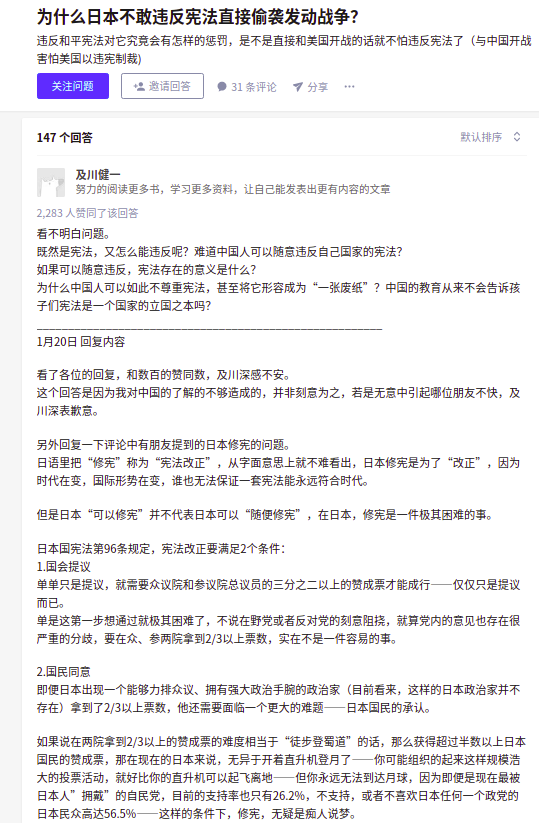 为什么日本不敢违反宪法直接偷袭发动战争?
违反和平宪法对它究竟会有怎样的惩罚，是不是直接和美国开战的话就不怕违反宪法了（与中国开战
害怕美国以违宪制裁)
关注问题 邀请回答 31 条评论 分享 ···
147 个回答 默认排序
及川健一
努力的阅读更多书，学习更多资料，让自己能发表出更有内容的文章
2,283 人赞同了该回答
看不明白问题。
既然是宪法，又怎么能违反呢？难道中国人可以随意违反自己国家的宪法？
如果可以随意违反，宪法存在的意义是什么？
为什么中国人可以如此不尊重宪法，甚至将它形容成为“一张废纸”？中国的教育从来不会告诉孩
子们宪法是一个国家的立国之本吗？
1月20日 回复内容
看了各位的回复，和数百的赞同数，及川深感不安。
这个回答是因为我对中国的了解的不够造成的，并非刻意为之，若是无意中引起哪位朋友不快，及
川深表歉意。
另外回复一下评论中有朋友提到的日本修宪的问题。
日语里把“修宪”称为“宪法改正”，从字面意思上就不难看出，日本修宪是为了“改正”，因为
时代在变，国际形势在变，谁也无法保证一套宪法能永远符合时代。
但是日本“可以修宪”并不代表日本可以“随便修宪”，在日本，修宪是一件极其困难的事。
日本国宪法第96条规定，宪法改正要满足2个条件：
1.国会提议
单单只是提议，就需要众议院和参议院总议员的三分之二以上的赞成票才能成行——仅仅只是提议
而已。
单是这第一步想通过就极其困难了，不说在野党或者反对党的刻意阻挠，就算党内的意见也存在很
严重的分歧，要在众、参两院拿到2/3以上票数，实在不是一件容易的事。
2.国民同意
即便日本出现一个能够力排众议、拥有强大政治手腕的政治家（目前看来，这样的日本政治家并不
存在）拿到了2/3以上票数，他还需要面临一个更大的难题——日本国民的承认。
如果说在两院拿到2/3以上的赞成票的难度相当于“徒步登蜀道”的话，那么获得超过半数以上日本
国民的赞成票，那在现在的日本来说，无异于开着直升机登月了——你可能组织的起来这样规模浩
大的投票活动，就好比你的直升机可以起飞离地——但你永远无法到达月球，因为即便是现在最被
日本人”拥戴”的自民党，目前的支持率也只有26.2%，不支持，或者不喜欢日本任何一个政党的
日本民众高达56.5%——这样的条件下，修宪，无疑是痴人说梦。